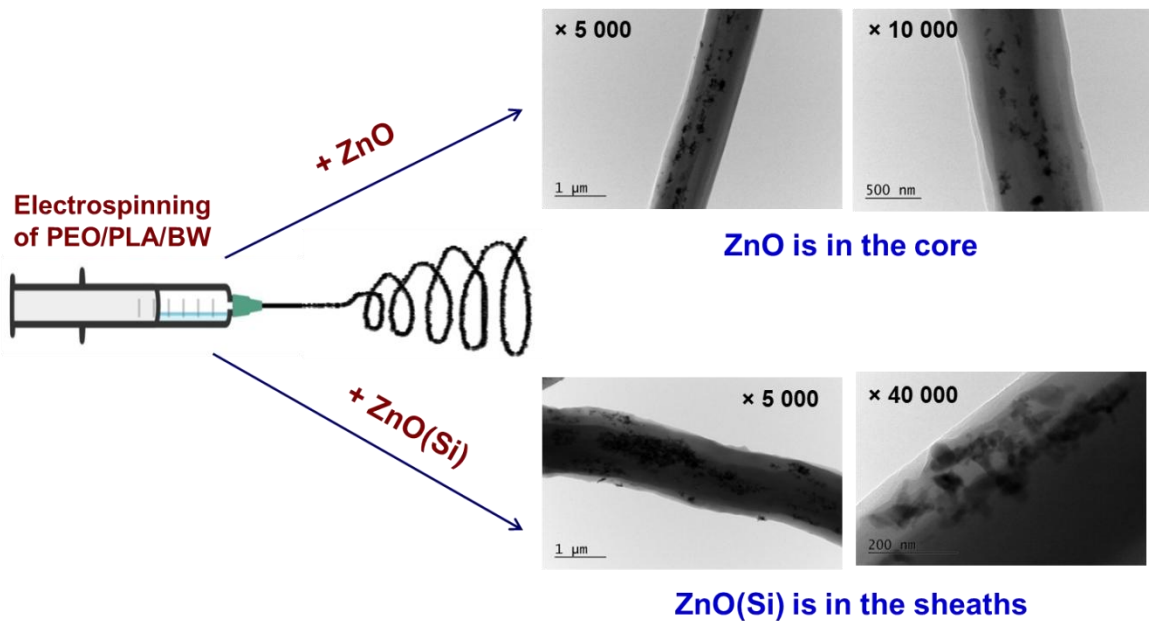 × 5 000
× 10 000
+ ZnO
1 µm
500 nm
Electrospinning
of PEO/PLA/BW
ZnO is in the core
+ ZnO(Si)
× 5 000
× 40 000
1 µm
200 nm
ZnO(Si) is in the sheaths